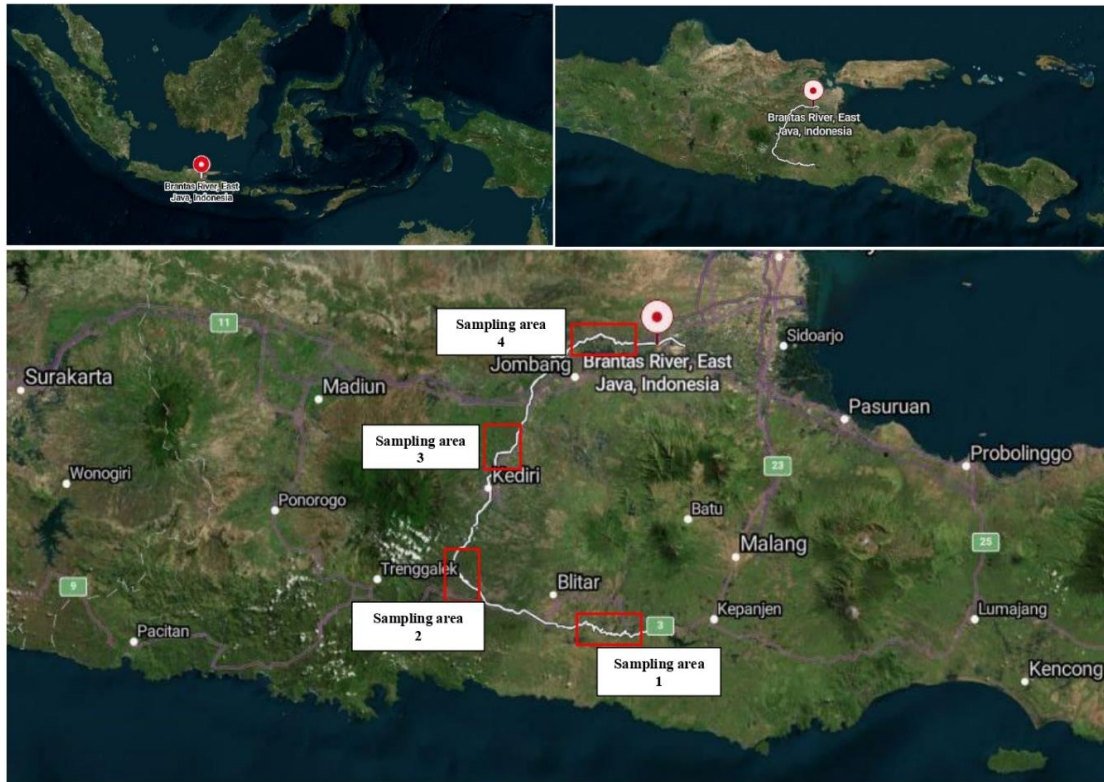 Brantas River, East
Java, Indonesia
Brantas River, East
Java, Indonesia
11
Sampling area
4
Sidoarjo
Jombang
Brantas River, East
Java, Indonesia
Surakarta
Madiun
Pasuruan
Sampling area
3
Probolinggo
Wonogiri
Kediri
23
Ponorogo
Batu
Malang
25
Trenggalek
9
Blitar
Kepanjen
Lumajang
3
Pacitan
Sampling area
2
Sampling area
1
Kencong